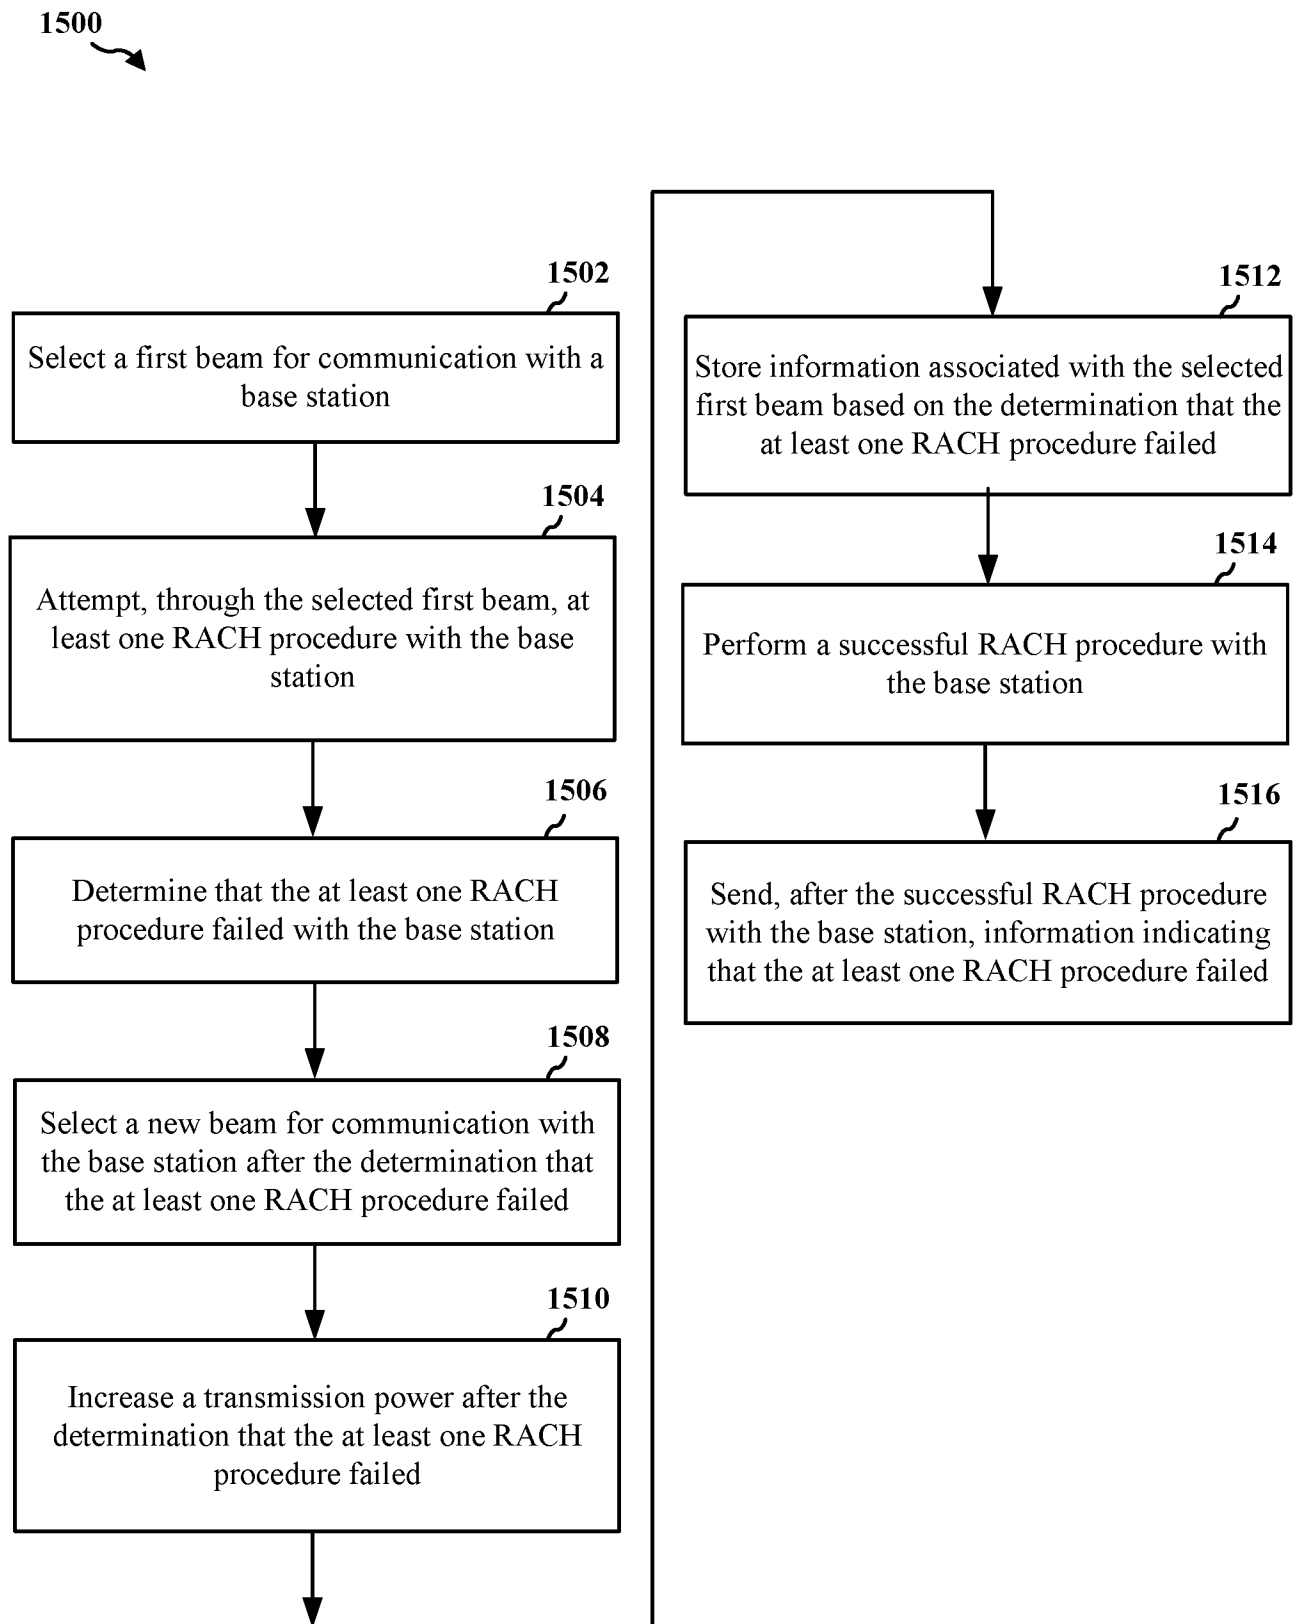 1500
1502
Select a first beam for communication with a
base station
1504
Attempt, through the selected first beam, at
least one RACH procedure with the base
station
1506
Determine that the at least one RACH
procedure failed with the base station
1508
Select a new beam for communication with
the base station after the determination that
the at least one RACH procedure failed
1510
Increase a transmission power after the
determination that the at least one RACH
procedure failed
1512
Store information associated with the selected
first beam based on the determination that the
at least one RACH procedure failed
1514
Perform a successful RACH procedure with
the base station
1516
Send, after the successful RACH procedure
with the base station, information indicating
that the at least one RACH procedure failed